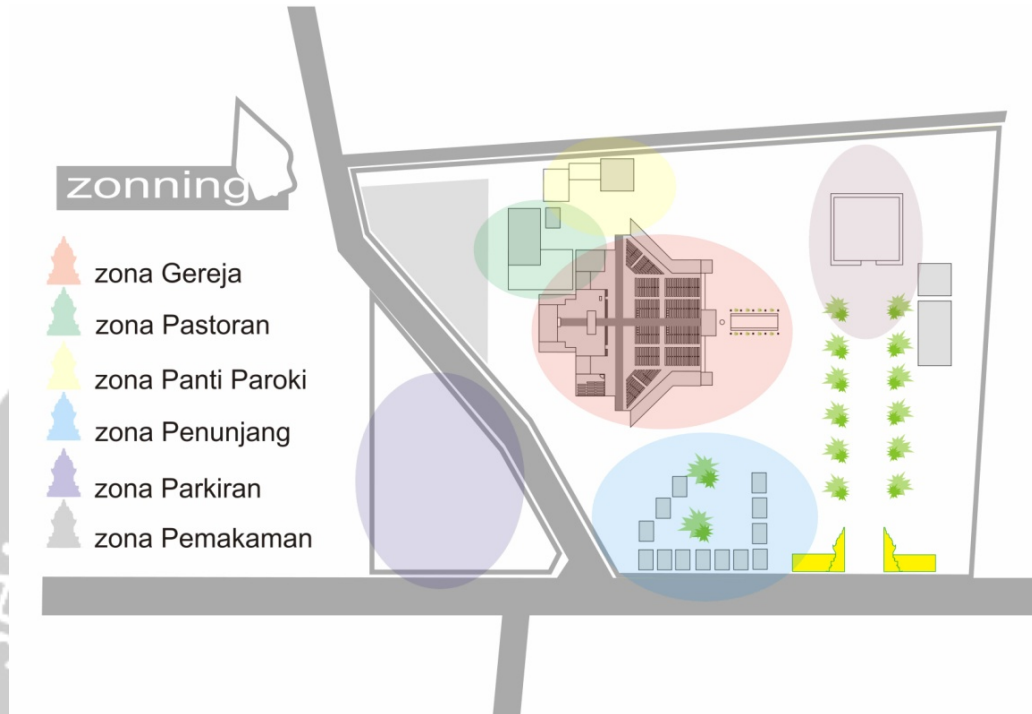 zonning
zona Gereja
zona Pastoran
zona Panti Paroki
zona Penunjang
zona Parkiran
zona Pemakaman